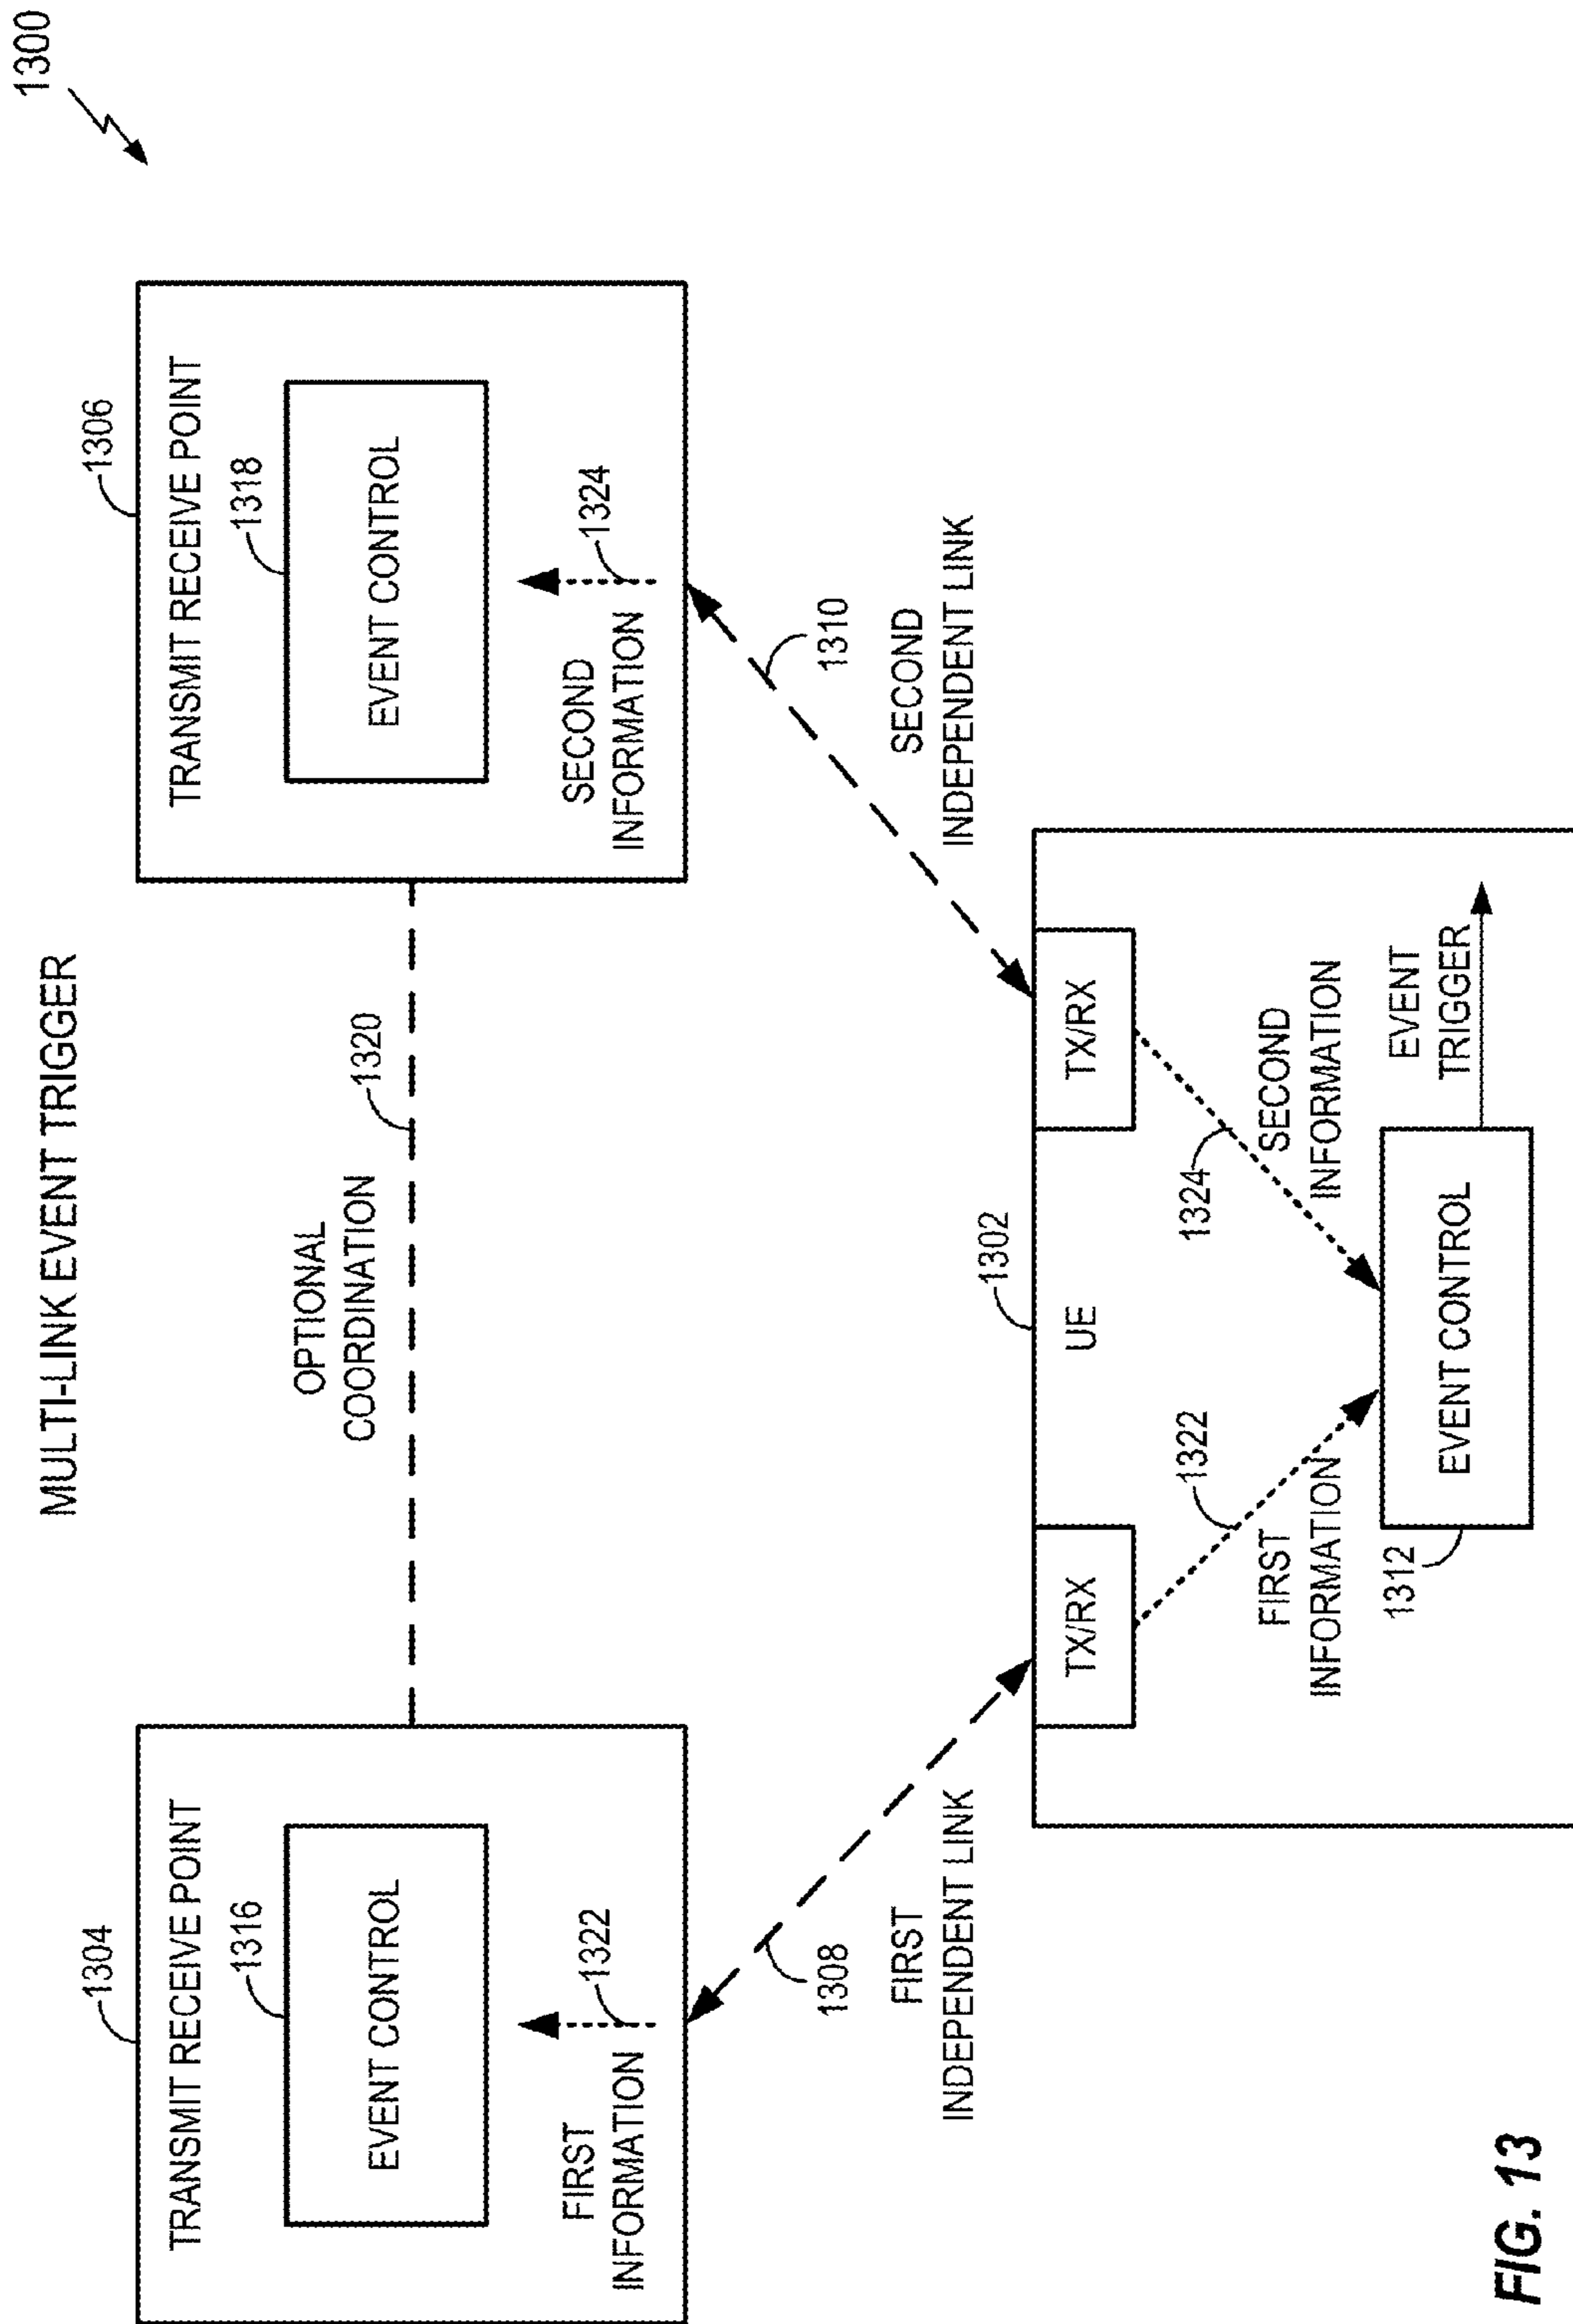 1300
MULTI-LINK EVENT TRIGGER
1304
TRANSMIT RECEIVE POINT
1316
EVENT CONTROL
FIRST
INFORMATION
1322
OPTIONAL
COORDINATION
1320
1306
TRANSMIT RECEIVE POINT
1318
EVENT CONTROL
SECOND
INFORMATION
1324
1308
FIRST
INDEPENDENT LINK
1310
SECOND
INDEPENDENT LINK
1302
UE
TX/RX
TX/RX
1322
FIRST
INFORMATION
1324
SECOND
INFORMATION
1312
EVENT CONTROL
EVENT
TRIGGER
FIG. 13